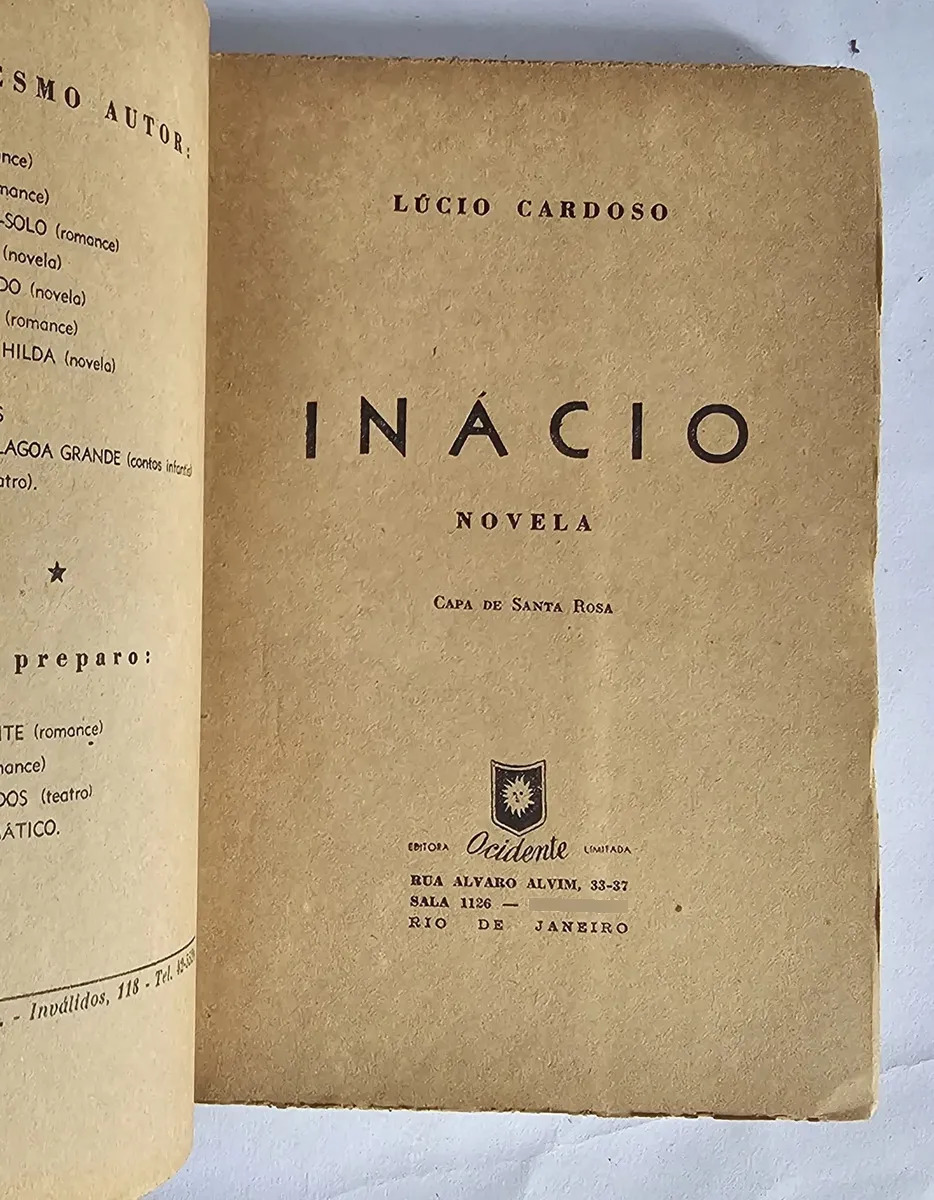 ESMO AUTOR:
nce)
mance)
-SOLO (romance)
(novela)
DO (novela)
(romance)
HILDA (novela)
S
LAGOA GRANDE (contos infantis)
atro).
preparo:
ITE (romance)
mance)
DOS (teatro)
ÁTICO.
. - Inválidos, 118 - Tel.
LÚCIO CARDOSO
INÁCIO
NOVELA
CAPA DE SANTA ROSA
EDITORA Ocidente LIMITADA
RUA ALVARO ALVIM, 33-37
SALA 1126 —
RIO DE JANEIRO